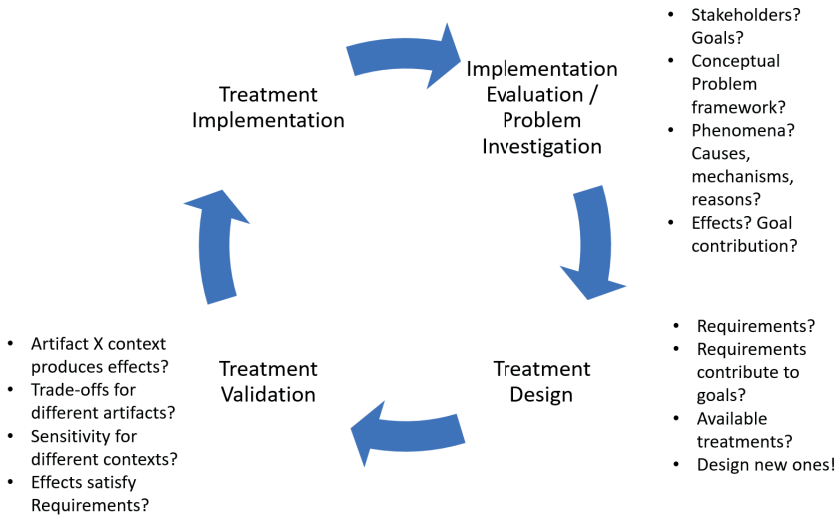 Treatment
Implementation
Implementation
Evaluation /
Problem
Investigation
• Stakeholders?
Goals?
• Conceptual
Problem
framework?
• Phenomena?
Causes,
mechanisms,
reasons?
• Effects? Goal
contribution?
Treatment
Design
• Requirements?
• Requirements
contribute to
goals?
• Available
treatments?
• Design new ones!
Treatment
Validation
• Artifact X context
produces effects?
• Trade-offs for
different artifacts?
• Sensitivity for
different contexts?
• Effects satisfy
Requirements?